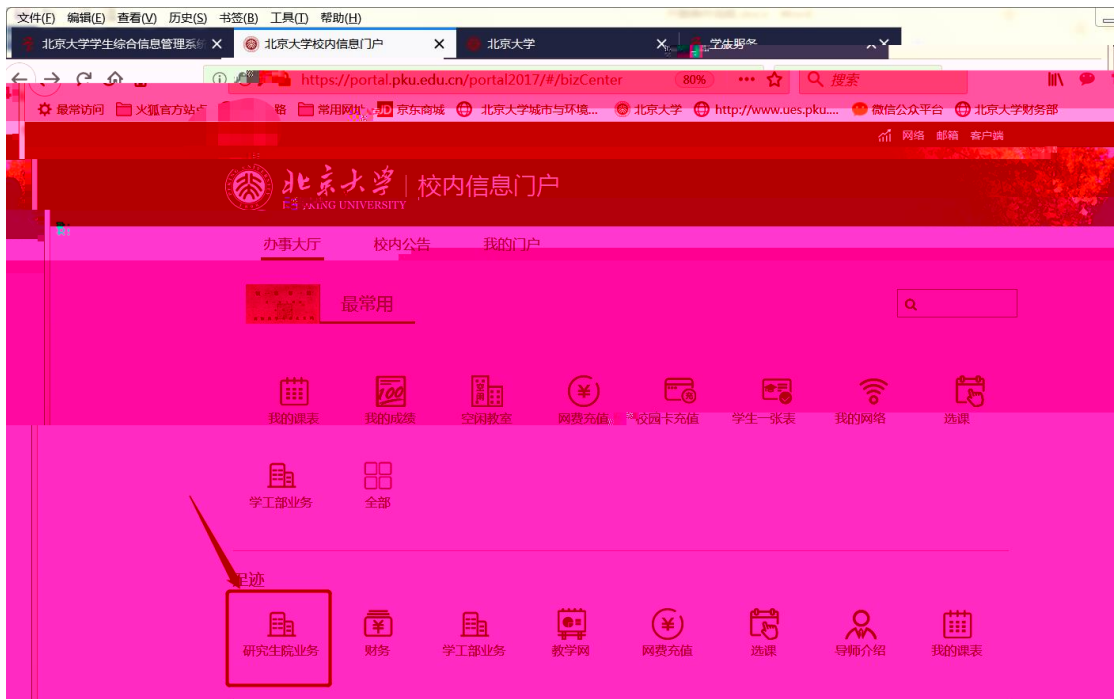 文件(F) 编辑(E) 查看(V) 历史(S) 书签(B) 工具(T) 帮助(H)
北京大学学生综合信息管理系统 × 北京大学校内信息门户 × 北京大学 ×
https://portal.pku.edu.cn/portal2017/#/bizCenter 80% 搜索
最常访问 火狐官方站点 常用网址 JD 京东商城 北京大学城市与环境... 北京大学 http://www.ues.pku.... 微信公众平台 北京大学财务部
网络 邮箱 客户端
北京大学 校内信息门户
UNIVERSITY
办事大厅 校内公告 我的门户
最常用
我的课表 我的成绩 空闲教室 网费充值 校园卡充值 学生一张表 我的网络 选课
学工部业务 全部
研究生院业务 财务 学工部业务 教学网 网费充值 选课 导师介绍 我的课表